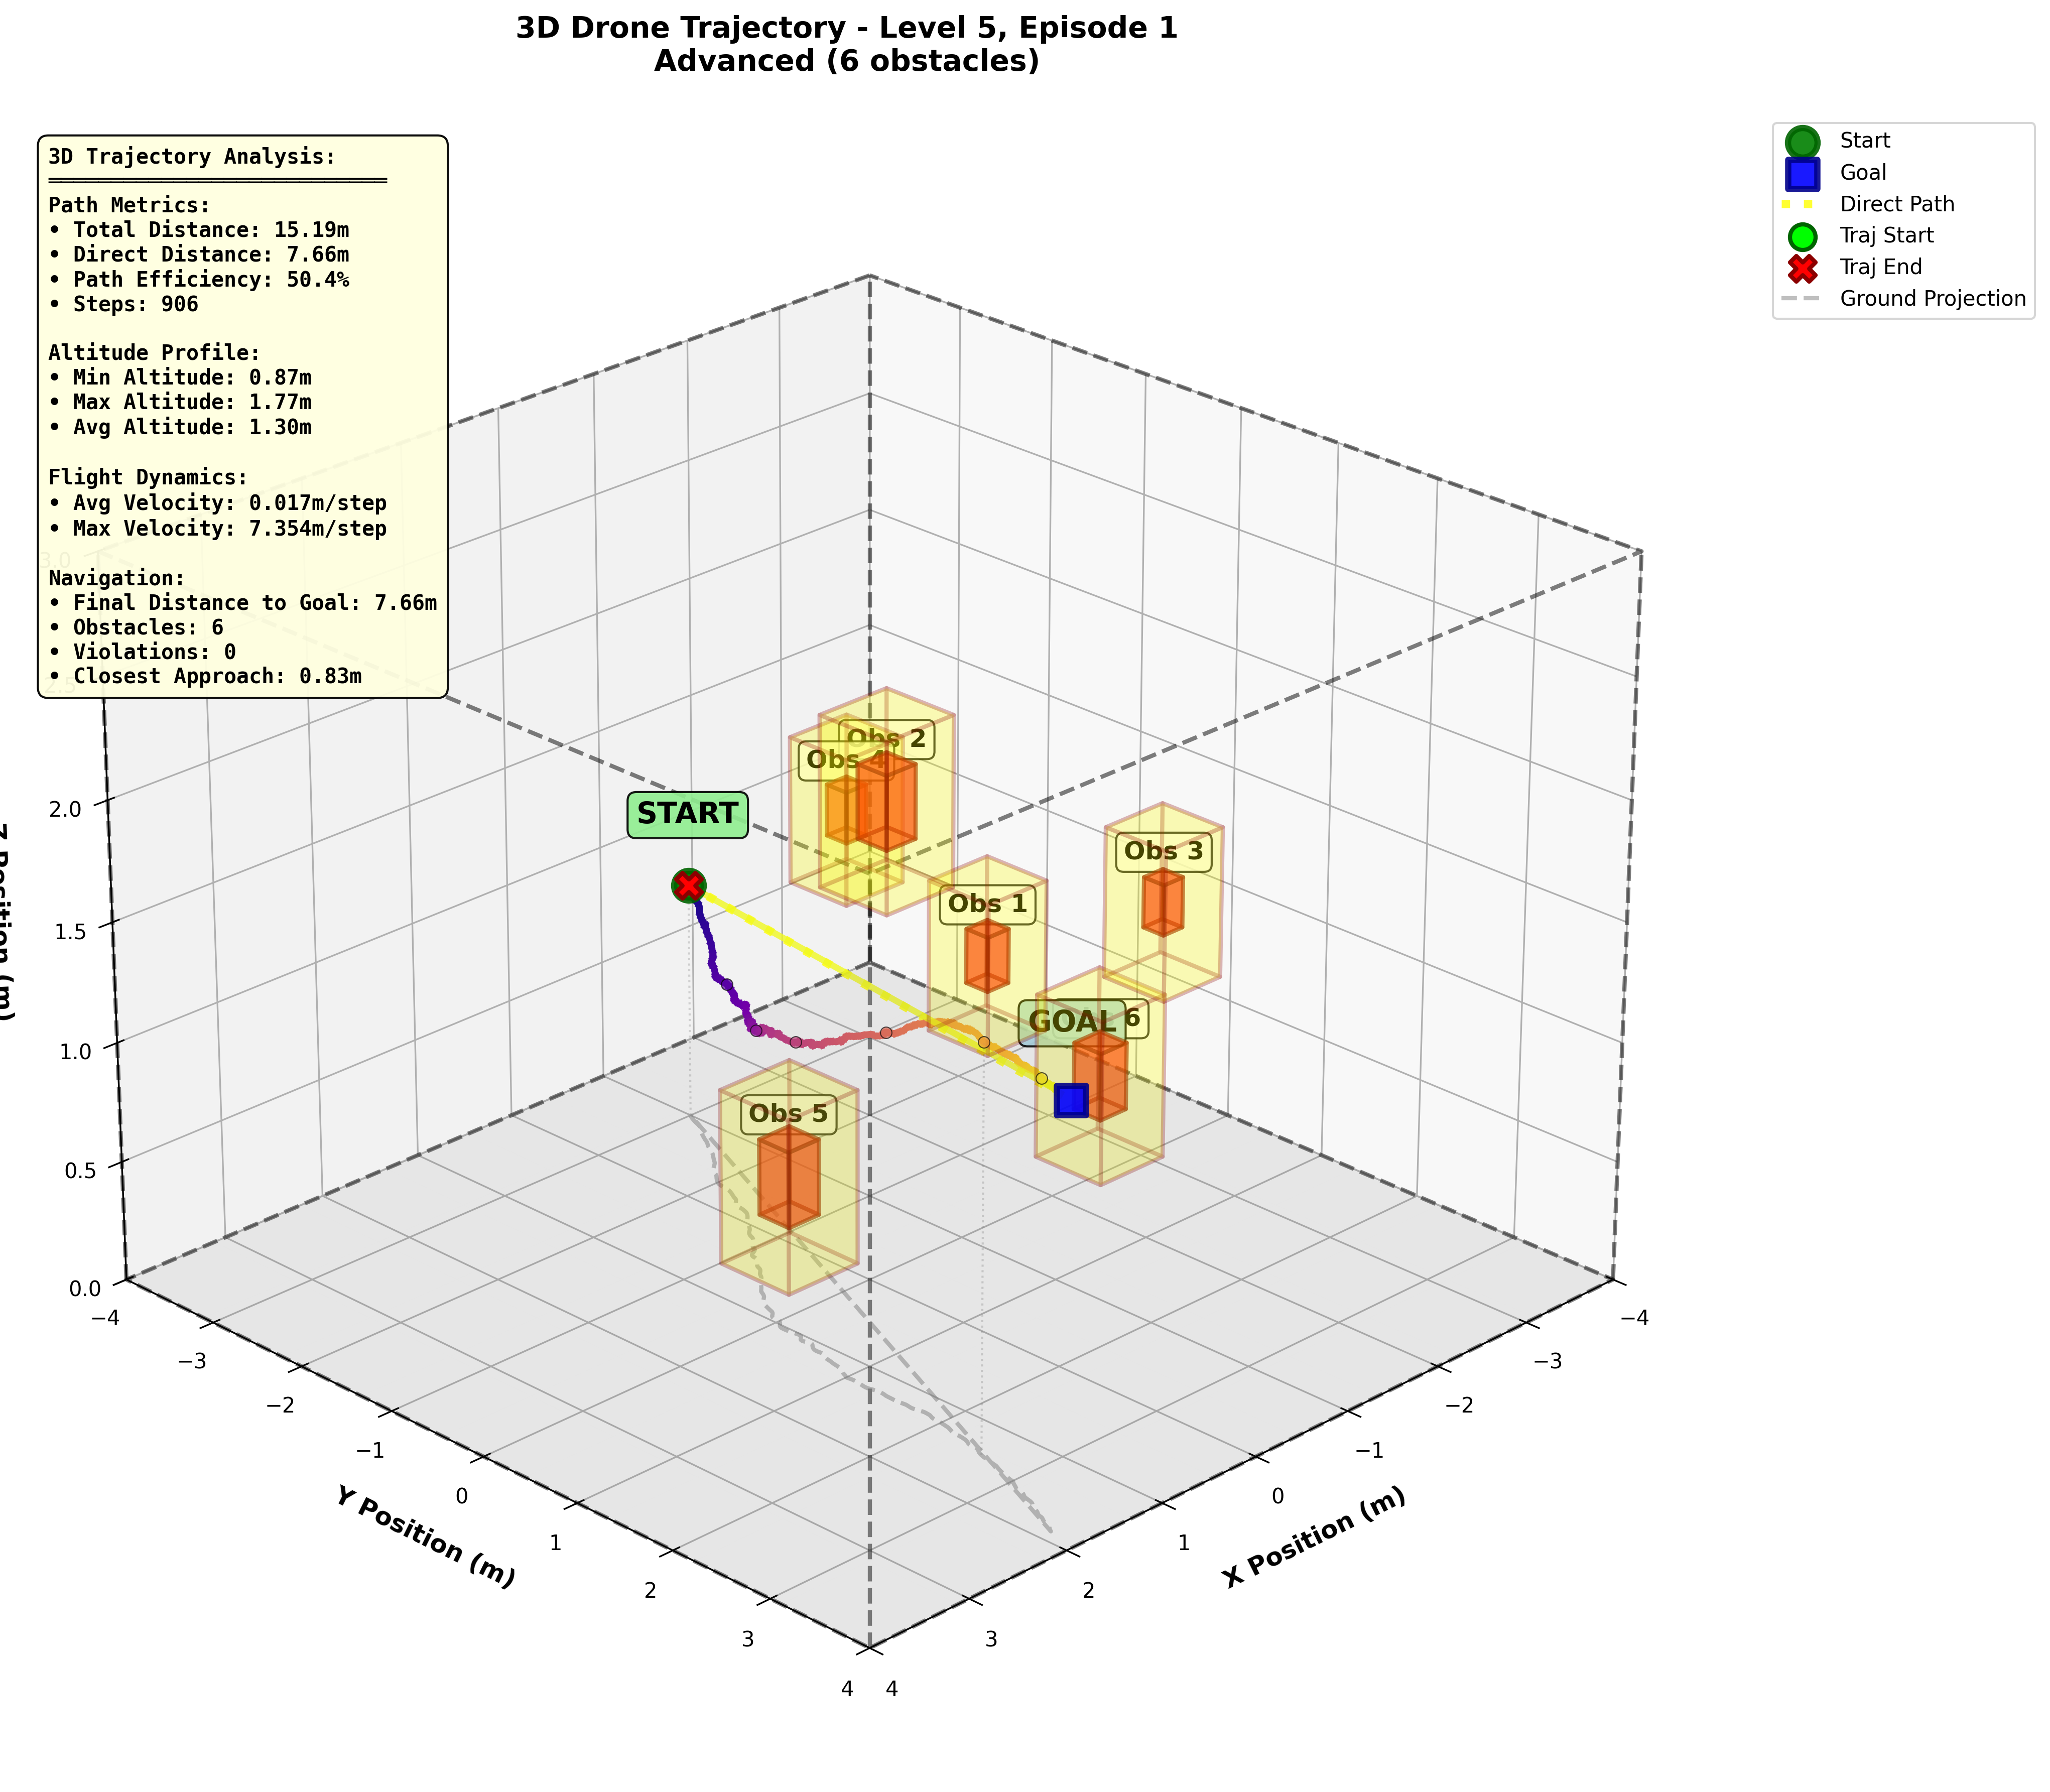 3D Drone Trajectory - Level 5, Episode 1
Advanced (6 obstacles)
3D Trajectory Analysis:
Path Metrics:
• Total Distance: 15.19m
• Direct Distance: 7.66m
• Path Efficiency: 50.4%
• Steps: 906
Altitude Profile:
• Min Altitude: 0.87m
• Max Altitude: 1.77m
• Avg Altitude: 1.30m
Flight Dynamics:
• Avg Velocity: 0.017m/step
• Max Velocity: 7.354m/step
Navigation:
• Final Distance to Goal: 7.66m
• Obstacles: 6
• Violations: 0
• Closest Approach: 0.83m
Start
Goal
Direct Path
Traj Start
Traj End
Ground Projection
START
Obs 2
Obs 4
Obs 3
Obs 1
GOAL
6
Obs 5
3.0
2.5
2.0
1.5
1.0
0.5
0.0
Z Position (m)
−4
−3
−2
−1
0
1
2
3
4
Y Position (m)
4
3
2
1
0
−1
−2
−3
−4
X Position (m)